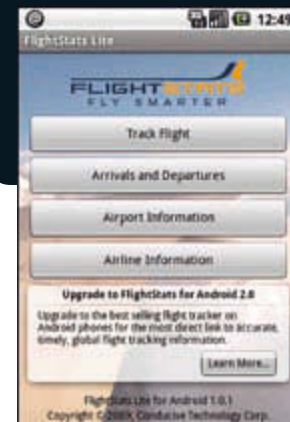 12:49
FlightStats Lite
FLIGHTSTATS
FLY SMARTER
Track Flight
Arrivals and Departures
Airport Information
Airline Information
Upgrade to FlightStats for Android 2.0
Upgrade to the best selling flight tracker on
Android phones for the most direct link to accurate,
timely, global flight tracking information.
Learn More...
FlightStats Lite for Android 1.0.1
Copyright © 2009, Conducive Technology Corp.